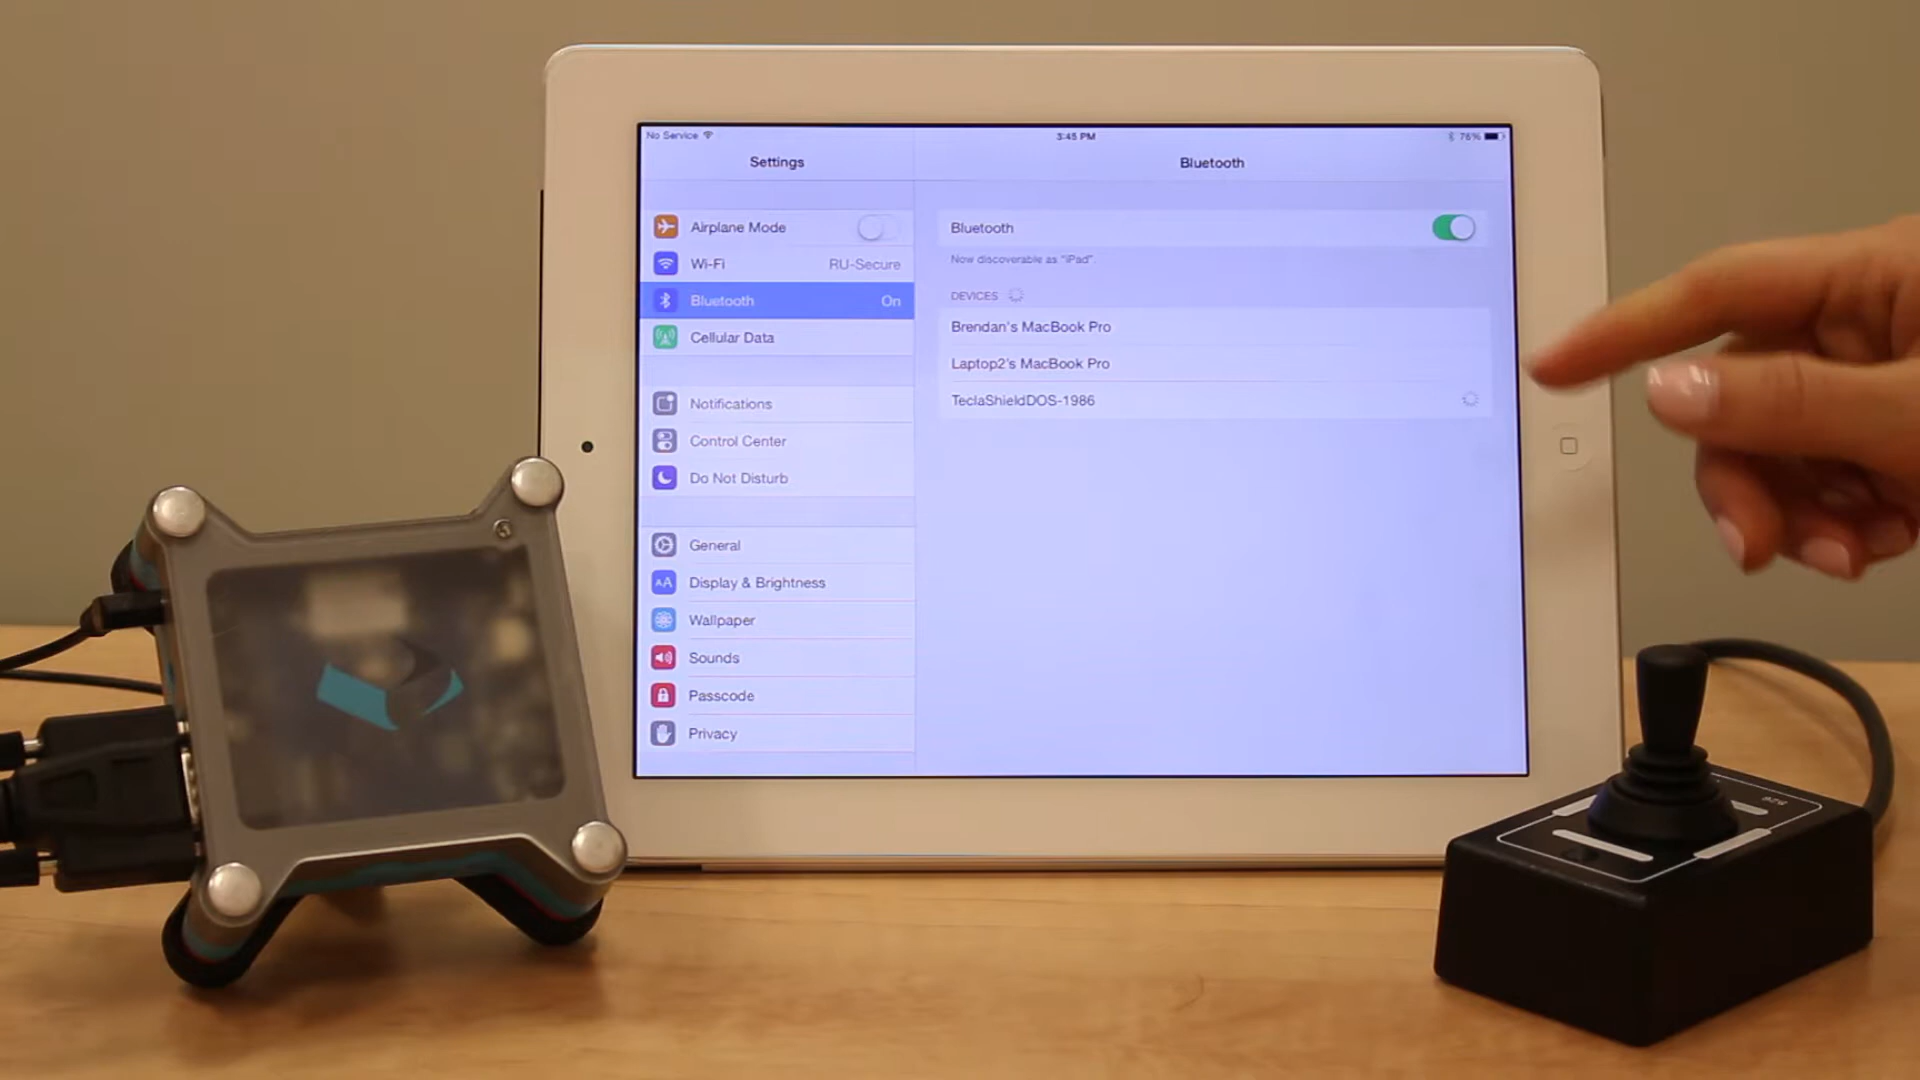 No Service
3:45 PM
76%
Settings
Bluetooth
Airplane Mode
Wi-Fi RU-Secure
Bluetooth On
Cellular Data
Notifications
Control Center
Do Not Disturb
General
AA Display & Brightness
Wallpaper
Sounds
Passcode
Privacy
Bluetooth
Now discoverable as "iPad".
DEVICES
Brendan's MacBook Pro
Laptop2's MacBook Pro
TeclaShieldDOS-1986